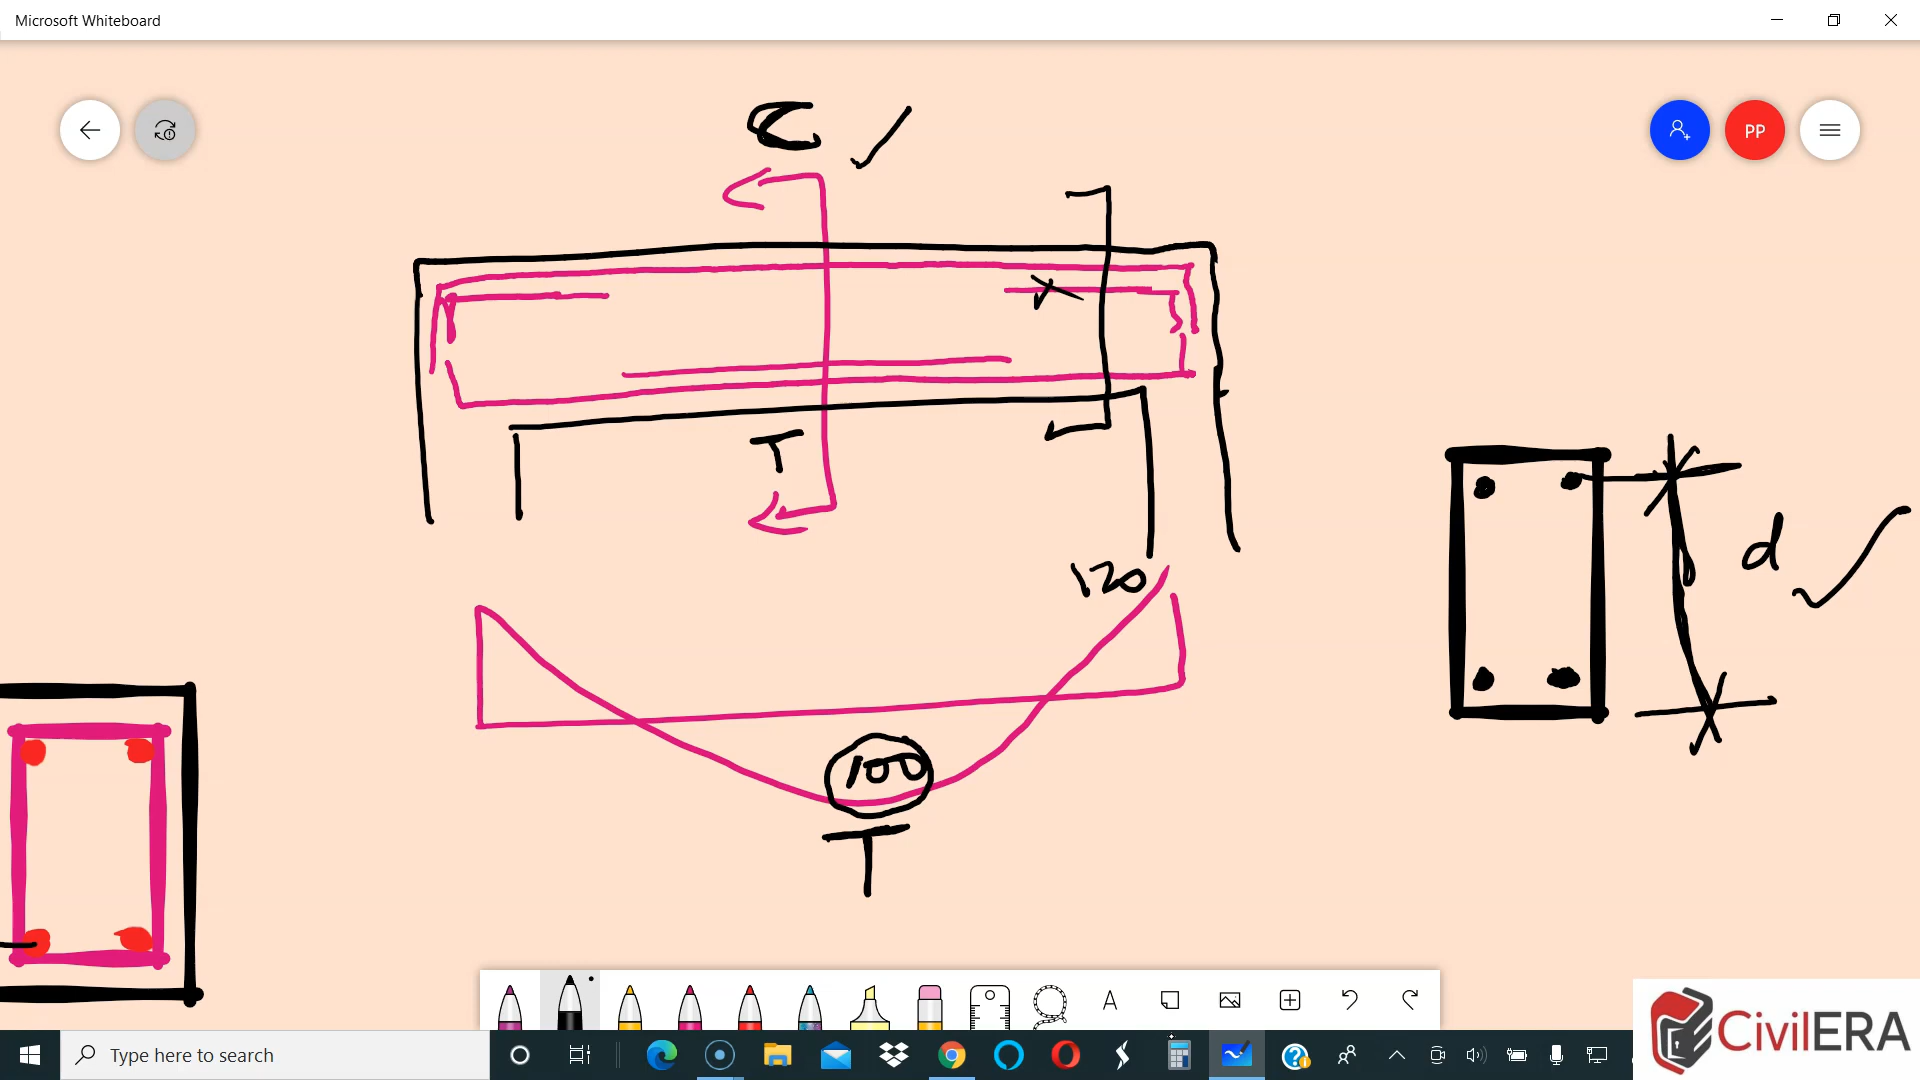 Microsoft Whiteboard
C
PP
T
120
d
100
T
A
Type here to search
CivilERA